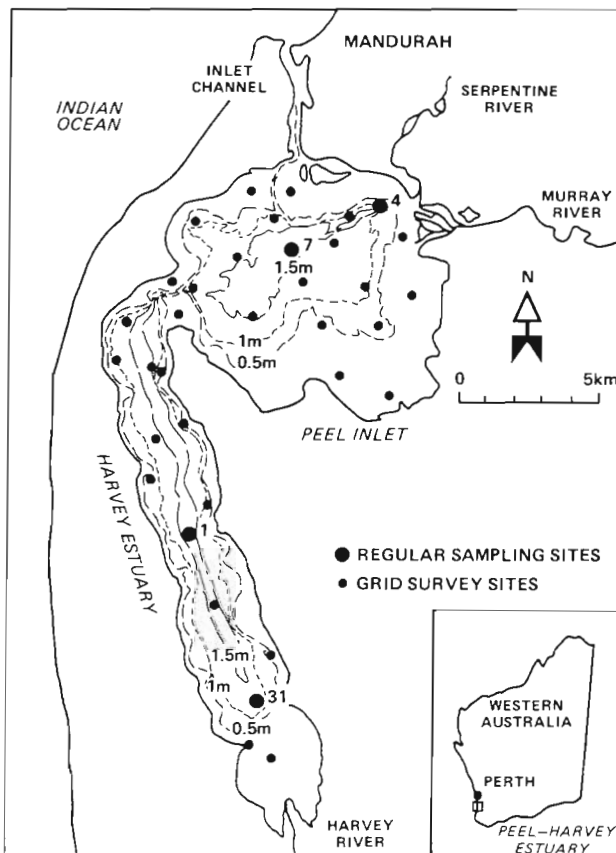 MANDURAH
INLET
CHANNEL
SERPENTINE
RIVER
INDIAN
OCEAN
MURRAY
RIVER
4
7
1.5m
N
1m
0.5m
0 5km
PEEL INLET
HARVEY ESTUARY
1
REGULAR SAMPLING SITES
GRID SURVEY SITES
1.5m
1m
31
0.5m
WESTERN
AUSTRALIA
PERTH
HARVEY
RIVER
PEEL-HARVEY
ESTUARY